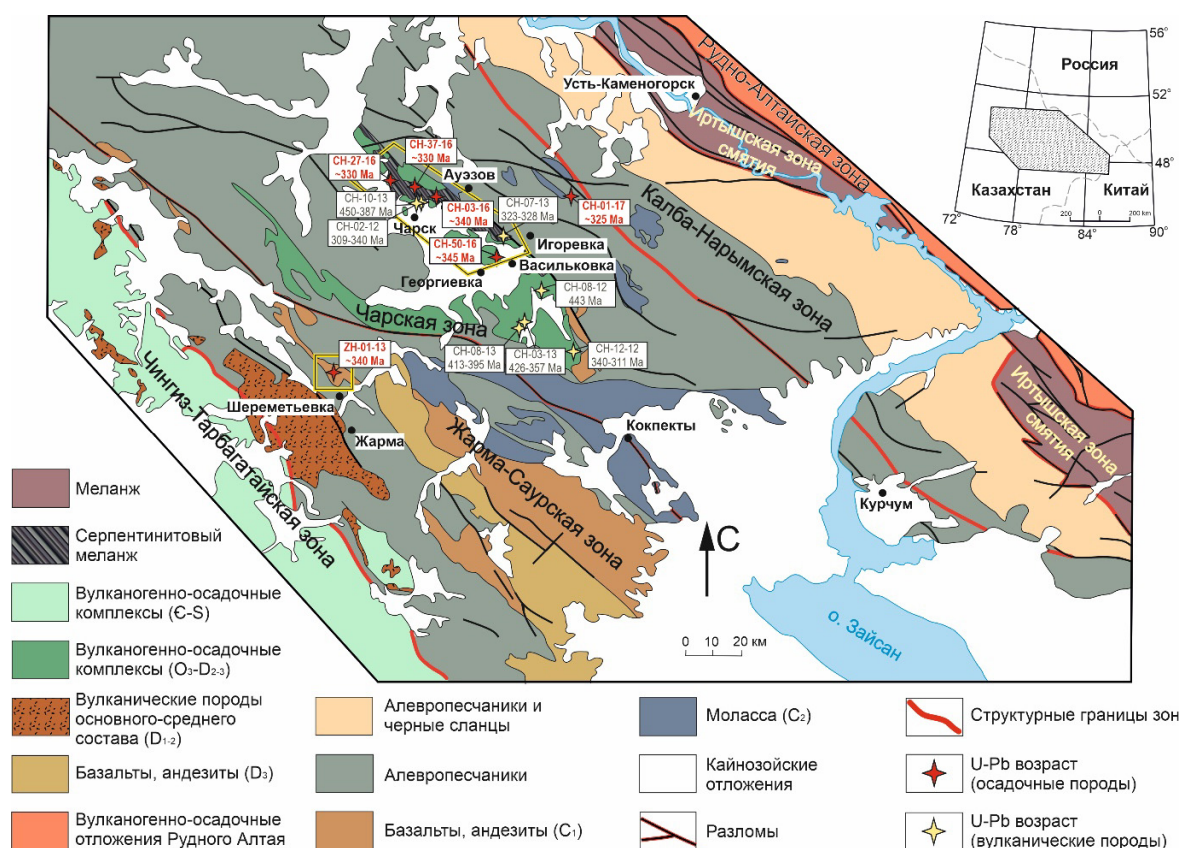 Рудно-Алтайская зона
Усть-Каменогорск
Иртышская зона
смятия
56°
Россия
52°
48°
Казахстан
Китай
72°
200 0 200 km
78°
84°
90°
CH-37-16
~330 Ma
CH-27-16
~330 Ma
Ауэзов
CH-10-13
450-387 Ma
CH-07-13
323-328 Ma
CH-01-17
~325 Ma
CH-03-16
~340 Ma
CH-02-12
309-340 Ma
Чарск
CH-50-16
~345 Ma
Игоревка
Васильковка
Георгиевка
Калба-Нарымская зона
CH-08-12
443 Ma
Чарская зона
CH-08-13
413-395 Ma
CH-03-13
426-357 Ma
CH-12-12
340-311 Ma
ZH-01-13
~340 Ma
Шереметьевка
Жарма
Чингиз-Тарбагатайская зона
Жарма-Саурская зона
Кокпекты
Иртышская зона
смятия
Курчум
С
0 10 20 км
о. Зайсан
Меланж
Серпентинитовый
меланж
Вулканогенно-осадочные
комплексы (Є-S)
Вулканогенно-осадочные
комплексы (O3-D2-3)
Вулканические породы
основного-среднего
состава (D1-2)
Базальты, андезиты (D3)
Вулканогенно-осадочные
отложения Рудного Алтая
Алевропесчаники и
черные сланцы
Алевропесчаники
Базальты, андезиты (C1)
Моласса (C2)
Кайнозойские
отложения
Разломы
Структурные границы зон
U-Pb возраст
(осадочные породы)
U-Pb возраст
(вулканические породы)